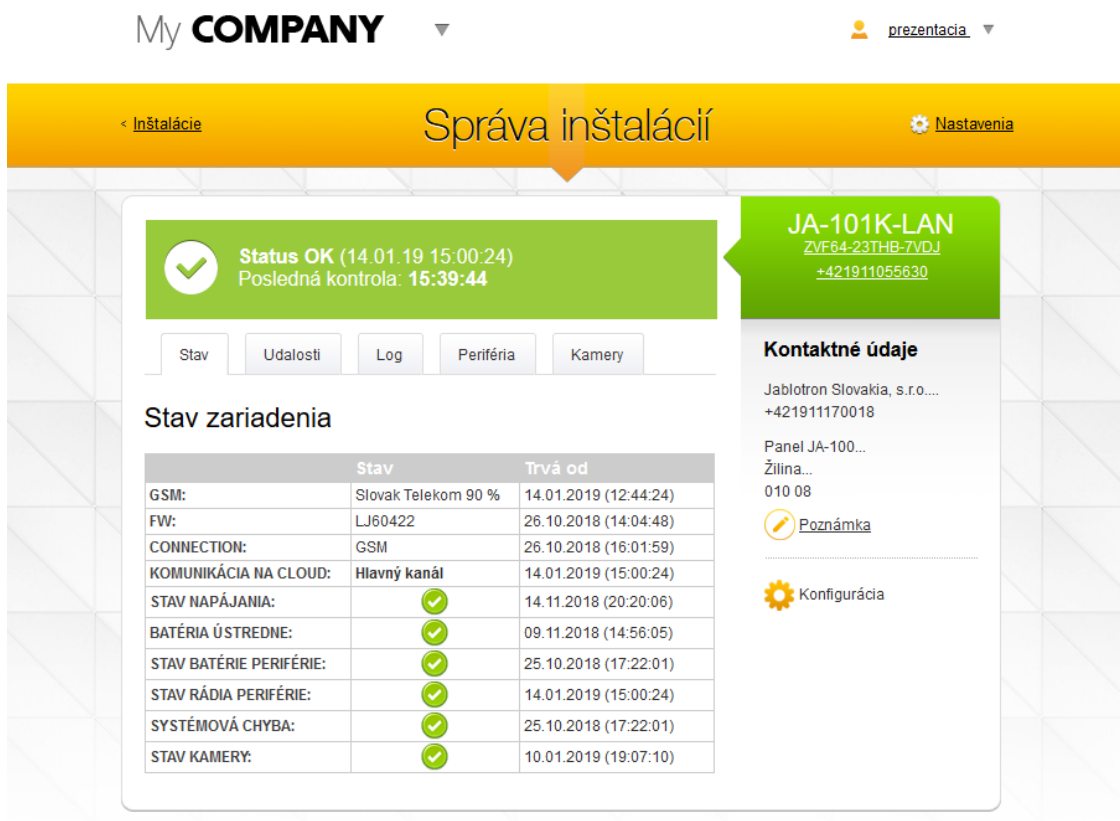 My COMPANY
prezentacia
< Inštalácie
Správa inštalácií
Nastavenia
Status OK (14.01.19 15:00:24)
Posledná kontrola: 15:39:44
JA-101K-LAN
ZVF64-23THB-7VDJ
+421911055630
Stav Udalosti Log Periféria Kamery
Stav zariadenia
Stav Trvá od
GSM: Slovak Telekom 90 % 14.01.2019 (12:44:24)
FW: LJ60422 26.10.2018 (14:04:48)
CONNECTION: GSM 26.10.2018 (16:01:59)
KOMUNIKÁCIA NA CLOUD: Hlavný kanál 14.01.2019 (15:00:24)
STAV NAPÁJANIA: 14.11.2018 (20:20:06)
BATÉRIA ÚSTREDNE: 09.11.2018 (14:56:05)
STAV BATÉRIE PERIFÉRIE: 25.10.2018 (17:22:01)
STAV RÁDIA PERIFÉRIE: 14.01.2019 (15:00:24)
SYSTÉMOVÁ CHYBA: 25.10.2018 (17:22:01)
STAV KAMERY: 10.01.2019 (19:07:10)
Kontaktné údaje
Jablotron Slovakia, s.r.o....
+421911170018
Panel JA-100...
Žilina...
010 08
Poznámka
Konfigurácia